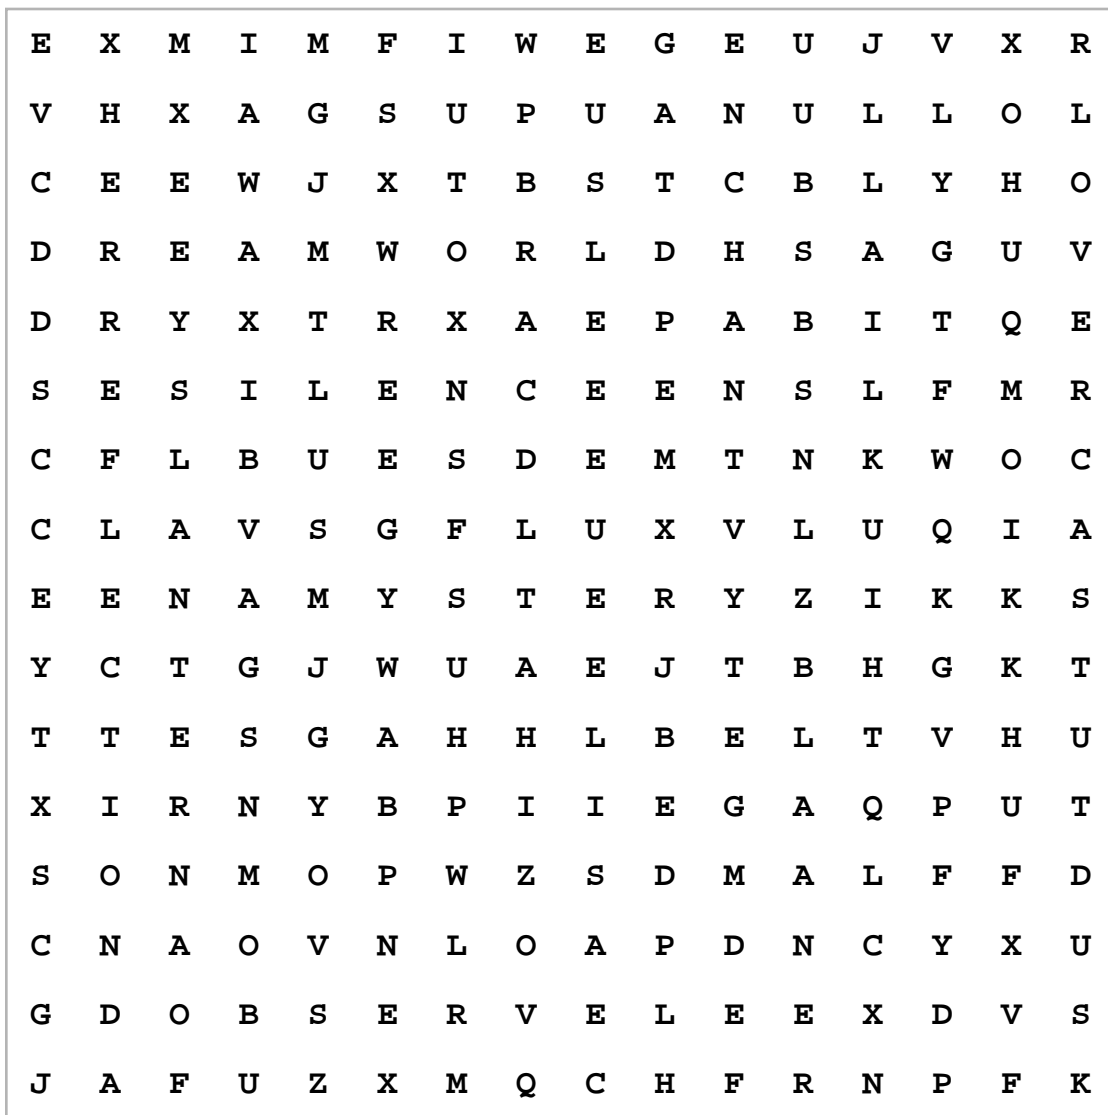 E X M I M F I W E G E U J V X R
V H X A G S U P U A N U L L O L
C E E W J X T B S T C B L Y H O
D R E A M W O R L D H S A G U V
D R Y X T R X A E P A B I T Q E
S E S I L E N C E E N S L F M R
C F L B U E S D E M T N K W O C
C L A V S G F L U X V L U Q I A
E E N A M Y S T E R Y Z I K K S
Y C T G J W U A E J T B H G K T
T T E S G A H H L B E L T V H U
X I R N Y B P I I E G A Q P U T
S O N M O P W Z S D M A L F F D
C N A O V N L O A P D N C Y X U
G D O B S E R V E L E E X D V S
J A F U Z X M Q C H F R N P F K